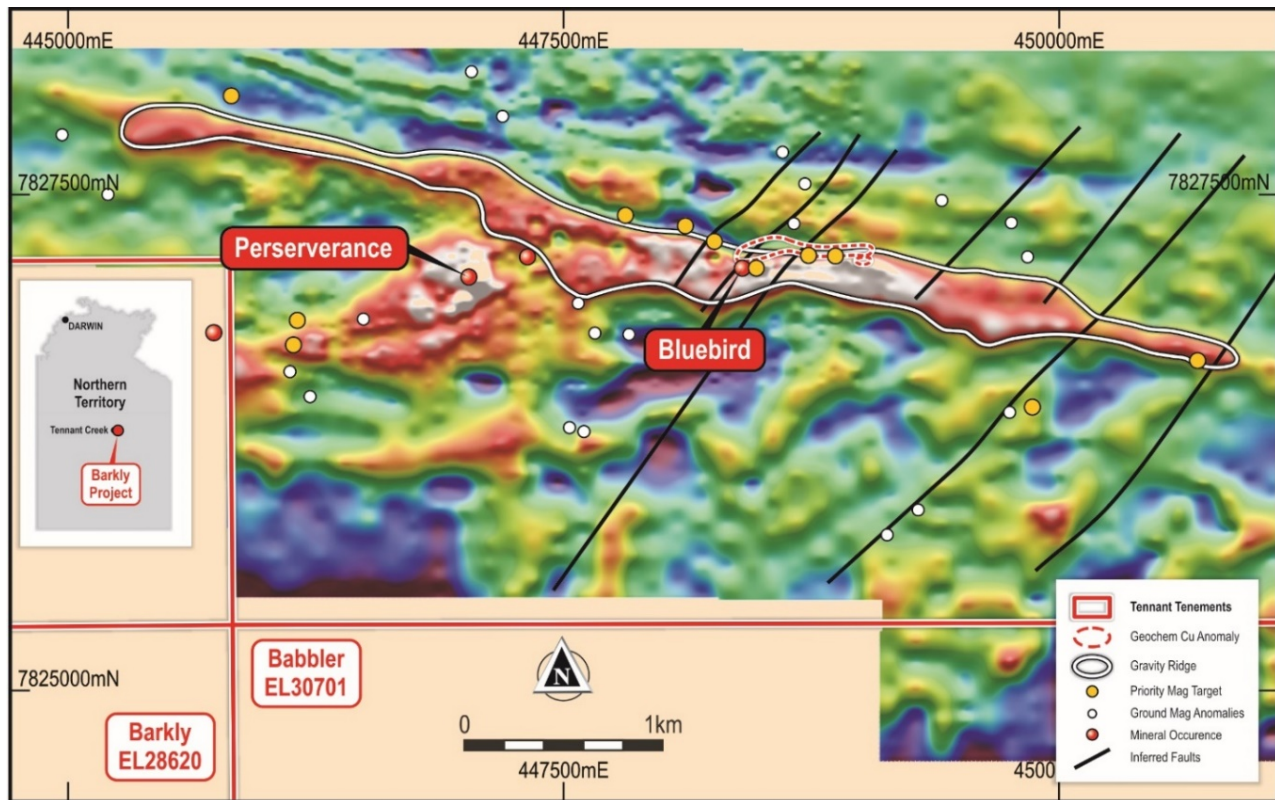 445000mE
447500mE
450000mE
7827500mN
7827500mN
Perserverance
Bluebird
DARWIN
Northern
Territory
Tennant Creek
Barkly
Project
Babbler
EL30701
Barkly
EL28620
7825000mN
N
0
1km
447500mE
Tennant Tenements
Geochem Cu Anomaly
Gravity Ridge
Priority Mag Target
Ground Mag Anomalies
Mineral Occurence
Inferred Faults